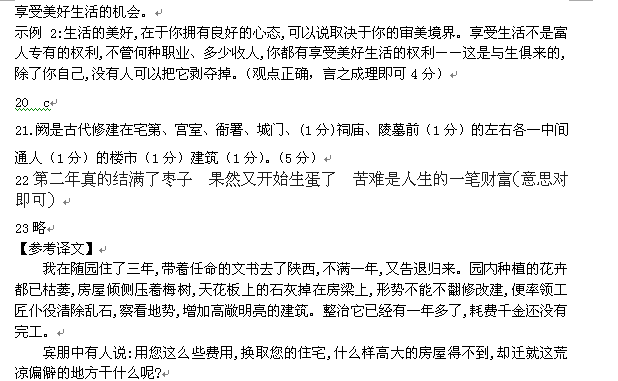 享受美好生活的机会。
示例 2:生活的美好,在于你拥有良好的心态,可以说取决于你的审美境界。享受生活不是富
人专有的权利,不管何种职业、多少收人,你都有享受美好生活的权利——这是与生俱来的,
除了你自己,没有人可以把它剥夺掉。(观点正确，言之成理即可 4 分)
20  c
21.阙是古代修建在宅第、宫室、衙署、城门、(1 分)祠庙、陵墓前（1 分）的左右各一中间
通人（1 分）的楼市（1 分）建筑（1 分)。(5 分）
22 第二年真的结满了枣子  果然又开始生蛋了  苦难是人生的一笔财富(意思对
即可)
23 略
【参考译文】
我在随园住了三年,带着任命的文书去了陕西,不满一年,又告退归来。园内种植的花卉
都已枯萎,房屋倾侧压着梅树,天花板上的石灰掉在房梁上,形势不能不翻修改建,便率领工
匠仆役清除乱石,察看地势,增加高敞明亮的建筑。整治它已经有一年多了,耗费千金还没有
完工。
宾朋中有人说:用您这么些费用,换取您的住宅,什么样高大的房屋得不到,却迁就这荒
凉偏僻的地方干什么呢?